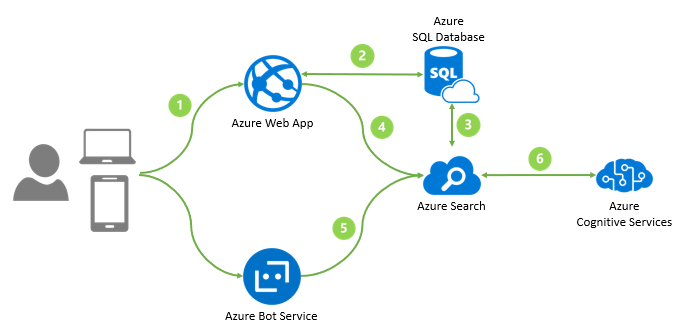 Azure
SQL Database
2
SQL
1
Azure Web App
4
3
6
Azure Search
Azure
Cognitive Services
5
Azure Bot Service